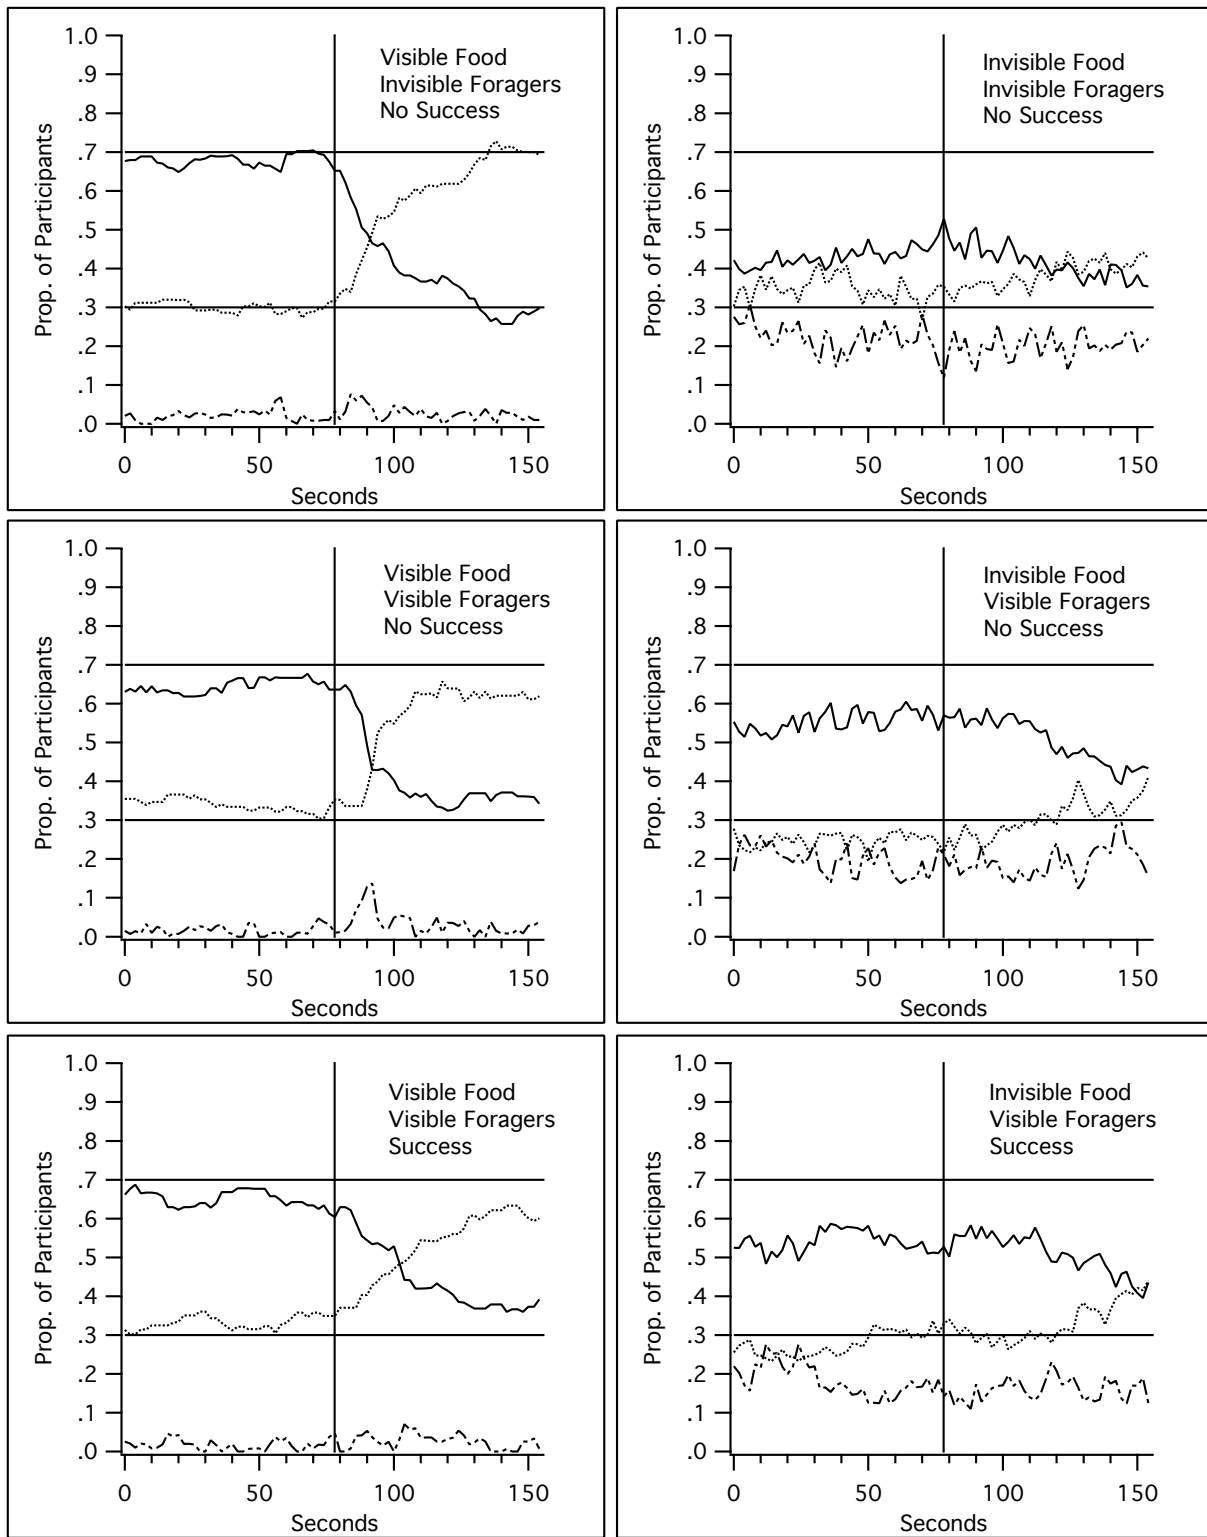 1.0
.9
.8
.7
.6
.5
.4
.3
.2
.1
.0
Prop. of Participants
Visible Food
Invisible Foragers
No Success
0 50 100 150
Seconds
1.0
.9
.8
.7
.6
.5
.4
.3
.2
.1
.0
Prop. of Participants
Invisible Food
Invisible Foragers
No Success
0 50 100 150
Seconds
1.0
.9
.8
.7
.6
.5
.4
.3
.2
.1
.0
Prop. of Participants
Visible Food
Visible Foragers
No Success
0 50 100 150
Seconds
1.0
.9
.8
.7
.6
.5
.4
.3
.2
.1
.0
Prop. of Participants
Invisible Food
Visible Foragers
No Success
0 50 100 150
Seconds
1.0
.9
.8
.7
.6
.5
.4
.3
.2
.1
.0
Prop. of Participants
Visible Food
Visible Foragers
Success
0 50 100 150
Seconds
1.0
.9
.8
.7
.6
.5
.4
.3
.2
.1
.0
Prop. of Participants
Invisible Food
Visible Foragers
Success
0 50 100 150
Seconds